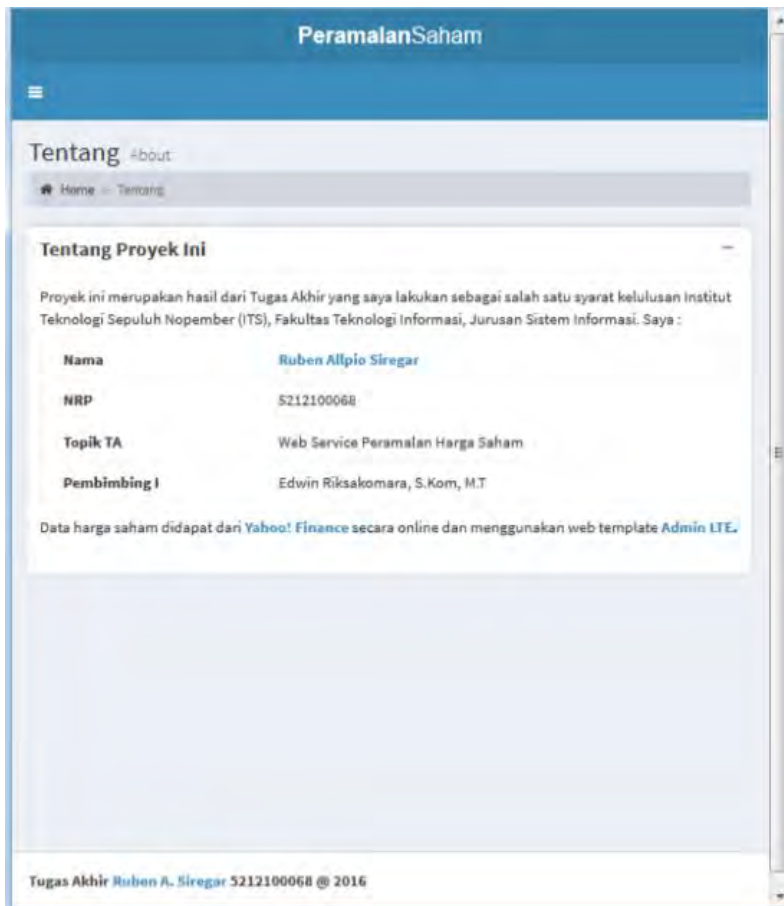 PeramalanSaham
Tentang About
Home > Tentang
Tentang Proyek Ini
Proyek ini merupakan hasil dari Tugas Akhir yang saya lakukan sebagai salah satu syarat kelulusan Institut
Teknologi Sepuluh Nopember (ITS), Fakultas Teknologi Informasi, Jurusan Sistem Informasi. Saya :
Nama Ruben Allpio Siregar
NRP 5212100068
Topik TA Web Service Peramalan Harga Saham
Pembimbing I Edwin Riksakomara, S.Kom, M.T
Data harga saham didapat dari Yahoo! Finance secara online dan menggunakan web template Admin LTE.
Tugas Akhir Ruben A. Siregar 5212100068 @ 2016